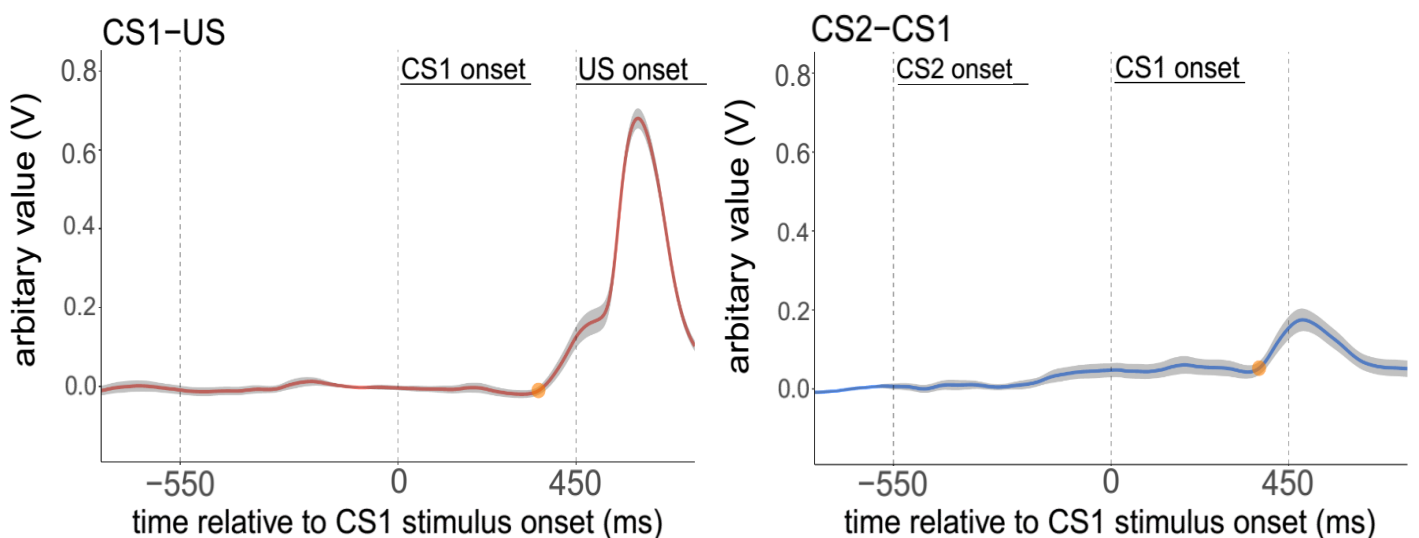 CS1−US
CS1 onset
US onset
0.8
0.6
0.4
0.2
0.0
arbitary value (V)
−550
0
450
time relative to CS1 stimulus onset (ms)
CS2−CS1
CS2 onset
CS1 onset
0.8
0.6
0.4
0.2
0.0
arbitary value (V)
−550
0
450
time relative to CS1 stimulus onset (ms)